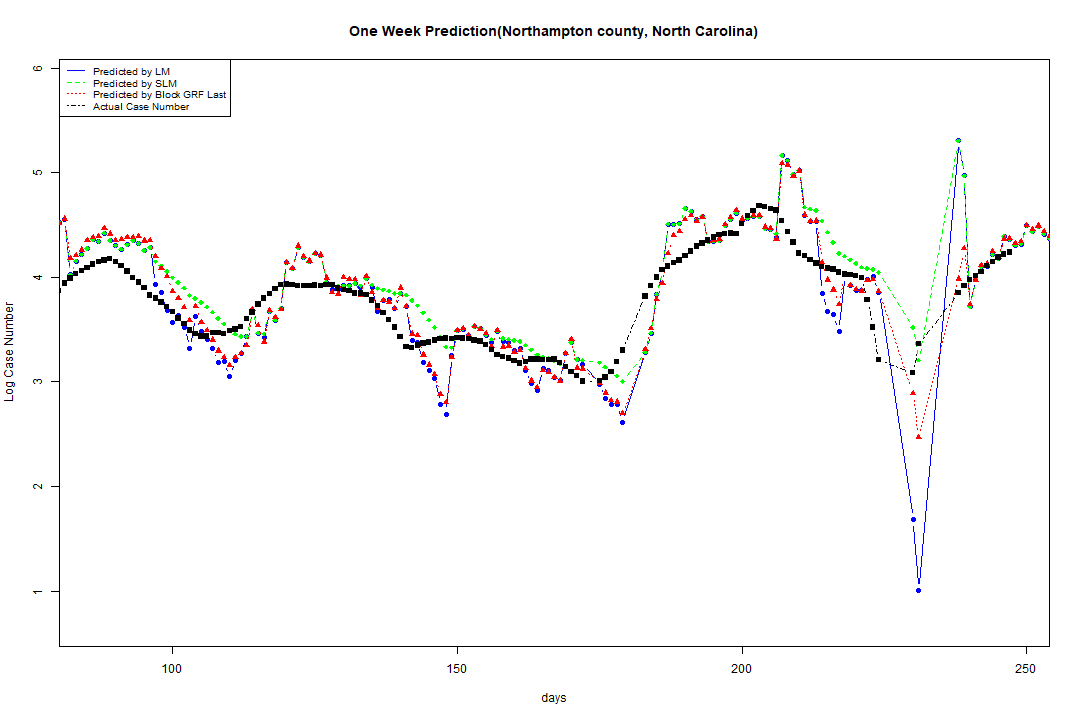 One Week Prediction(Northampton county, North Carolina)
Predicted by LM
Predicted by SLM
Predicted by Block GRF Last
Actual Case Number
6
5
4
3
2
1
Log Case Number
100
150
200
250
days